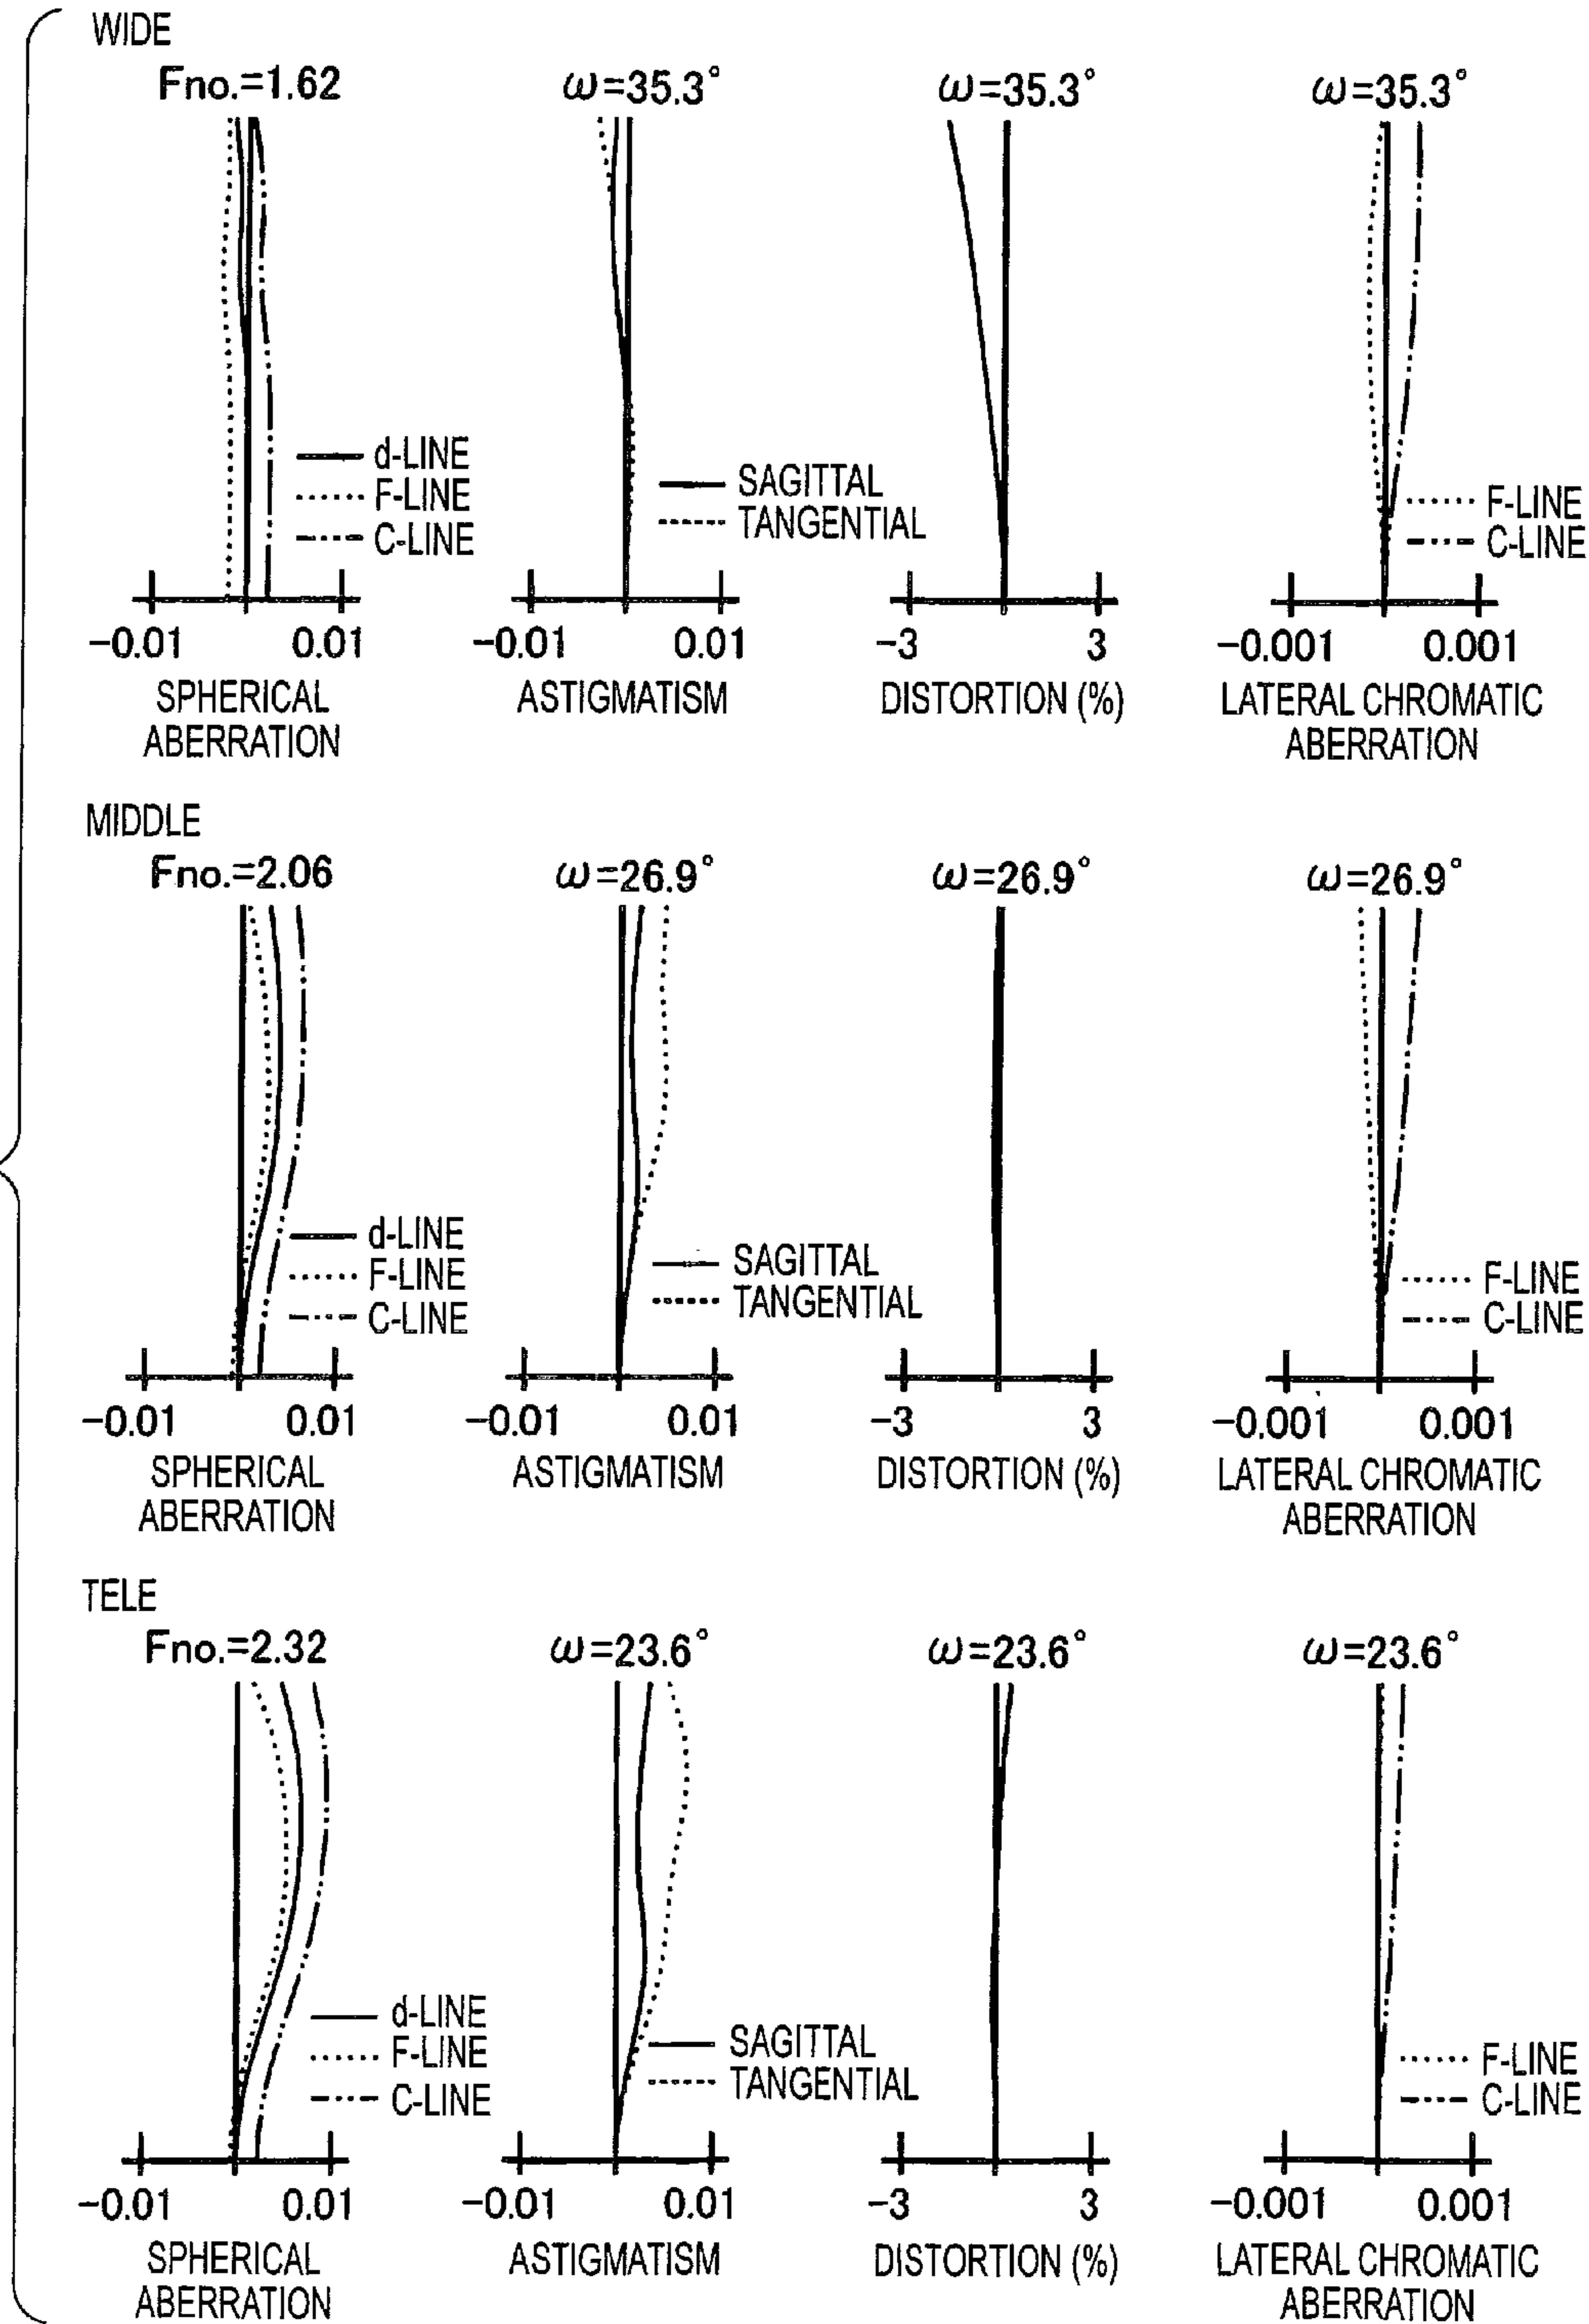 WIDE
Fno.=1.62
ω=35.3°
ω=35.3°
ω=35.3°
d-LINE
F-LINE
C-LINE
SAGITTAL
TANGENTIAL
F-LINE
C-LINE
−0.01 0.01
−0.01 0.01
−3 3
−0.001 0.001
SPHERICAL
ABERRATION
ASTIGMATISM
DISTORTION (%)
LATERAL CHROMATIC
ABERRATION
MIDDLE
Fno.=2.06
ω=26.9°
ω=26.9°
ω=26.9°
d-LINE
F-LINE
C-LINE
SAGITTAL
TANGENTIAL
F-LINE
C-LINE
−0.01 0.01
−0.01 0.01
−3 3
−0.001 0.001
SPHERICAL
ABERRATION
ASTIGMATISM
DISTORTION (%)
LATERAL CHROMATIC
ABERRATION
TELE
Fno.=2.32
ω=23.6°
ω=23.6°
ω=23.6°
d-LINE
F-LINE
C-LINE
SAGITTAL
TANGENTIAL
F-LINE
C-LINE
−0.01 0.01
−0.01 0.01
−3 3
−0.001 0.001
SPHERICAL
ABERRATION
ASTIGMATISM
DISTORTION (%)
LATERAL CHROMATIC
ABERRATION